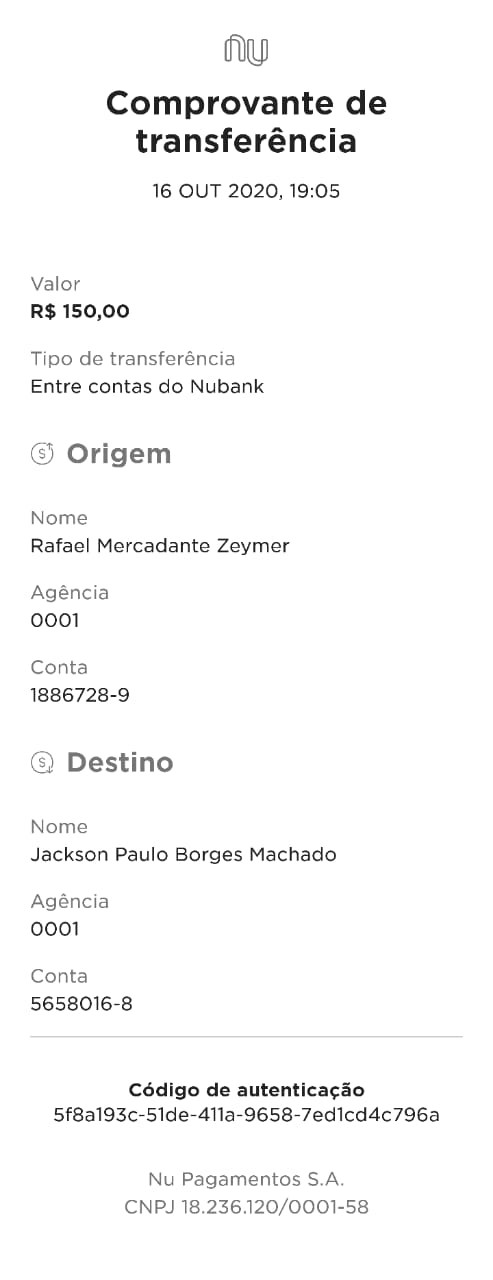 nu
Comprovante de
transferência
16 OUT 2020, 19:05
Valor
R$ 150,00
Tipo de transferência
Entre contas do Nubank
Origem
Nome
Rafael Mercadante Zeymer
Agência
0001
Conta
1886728-9
Destino
Nome
Jackson Paulo Borges Machado
Agência
0001
Conta
5658016-8
Código de autenticação
5f8a193c-51de-411a-9658-7ed1cd4c796a
Nu Pagamentos S.A.
CNPJ 18.236.120/0001-58